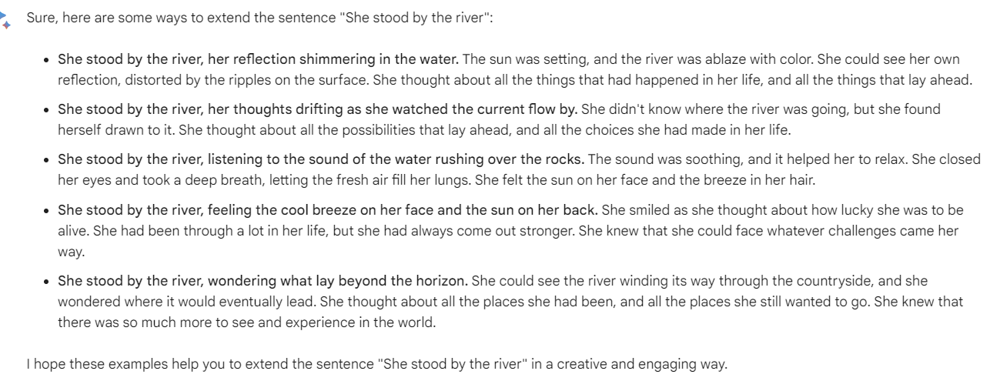 Sure, here are some ways to extend the sentence "She stood by the river":
• She stood by the river, her reflection shimmering in the water. The sun was setting, and the river was ablaze with color. She could see her own
reflection, distorted by the ripples on the surface. She thought about all the things that had happened in her life, and all the things that lay ahead.
• She stood by the river, her thoughts drifting as she watched the current flow by. She didn't know where the river was going, but she found
herself drawn to it. She thought about all the possibilities that lay ahead, and all the choices she had made in her life.
• She stood by the river, listening to the sound of the water rushing over the rocks. The sound was soothing, and it helped her to relax. She closed
her eyes and took a deep breath, letting the fresh air fill her lungs. She felt the sun on her face and the breeze in her hair.
• She stood by the river, feeling the cool breeze on her face and the sun on her back. She smiled as she thought about how lucky she was to be
alive. She had been through a lot in her life, but she had always come out stronger. She knew that she could face whatever challenges came her
way.
• She stood by the river, wondering what lay beyond the horizon. She could see the river winding its way through the countryside, and she
wondered where it would eventually lead. She thought about all the places she had been, and all the places she still wanted to go. She knew that
there was so much more to see and experience in the world.
I hope these examples help you to extend the sentence "She stood by the river" in a creative and engaging way.